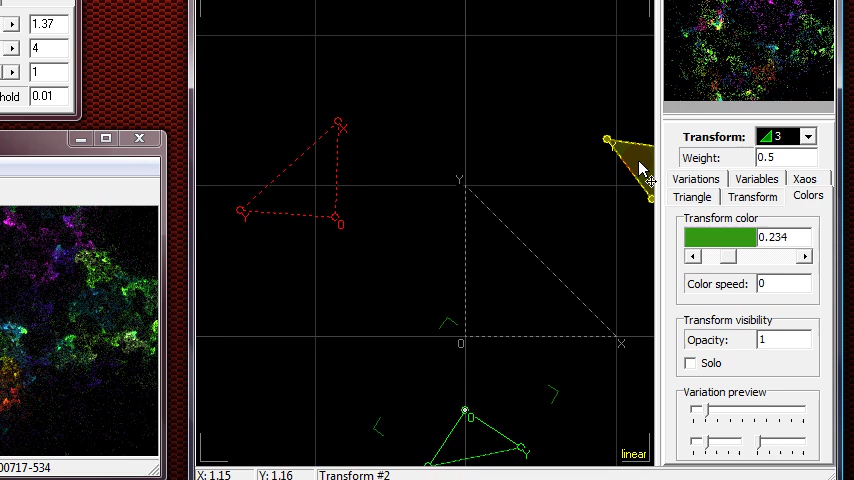 1.37
4
1
hold 0.01
00717-534
X
Y
O
Y
O
X
Y
O
Y
linear
X: 1.15 Y: 1.16 Transform #2
Transform: 3
Weight: 0.5
Variations Variables Xaos
Triangle Transform Colors
Transform color
0.234
Color speed: 0
Transform visibility
Opacity: 1
Solo
Variation preview